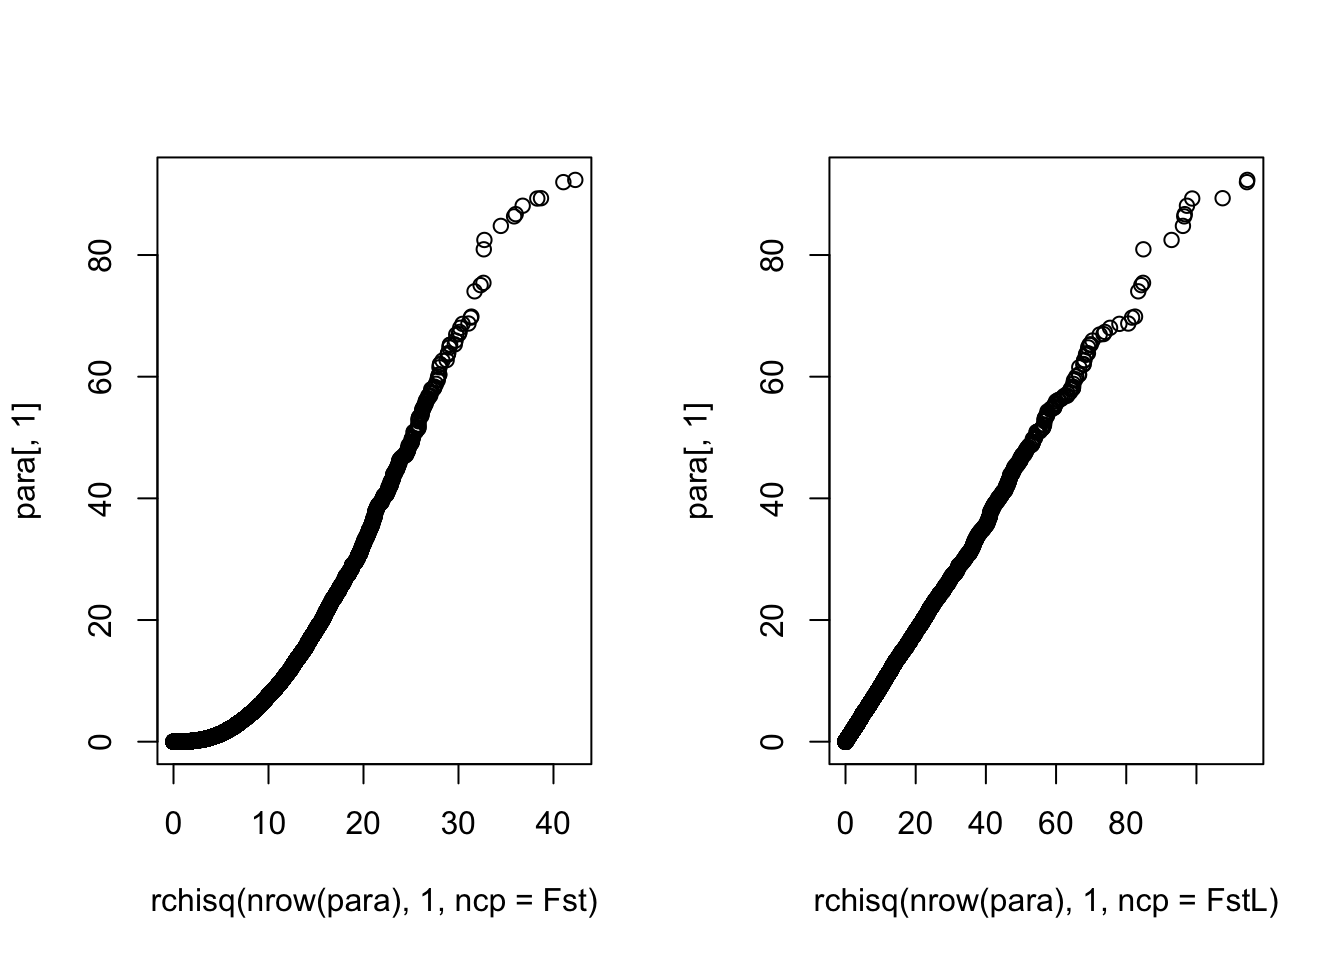 para[, 1]
0
20
40
60
80
0 10 20 30 40
rchisq(nrow(para), 1, ncp = Fst)
para[, 1]
0
20
40
60
80
0 20 40 60 80
rchisq(nrow(para), 1, ncp = FstL)